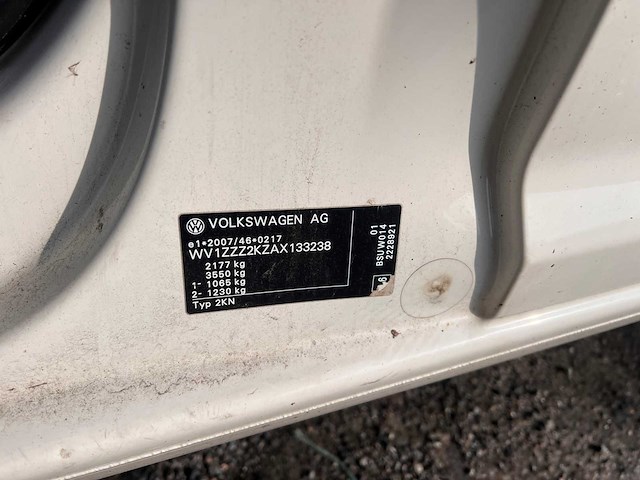 VOLKSWAGEN AG
e1*2007/46*0217
WV1ZZZ2KZAX133238
2177 kg
3550 kg
1- 1065 kg
2- 1230 kg
Typ 2KN
01
BSUW014
2228921